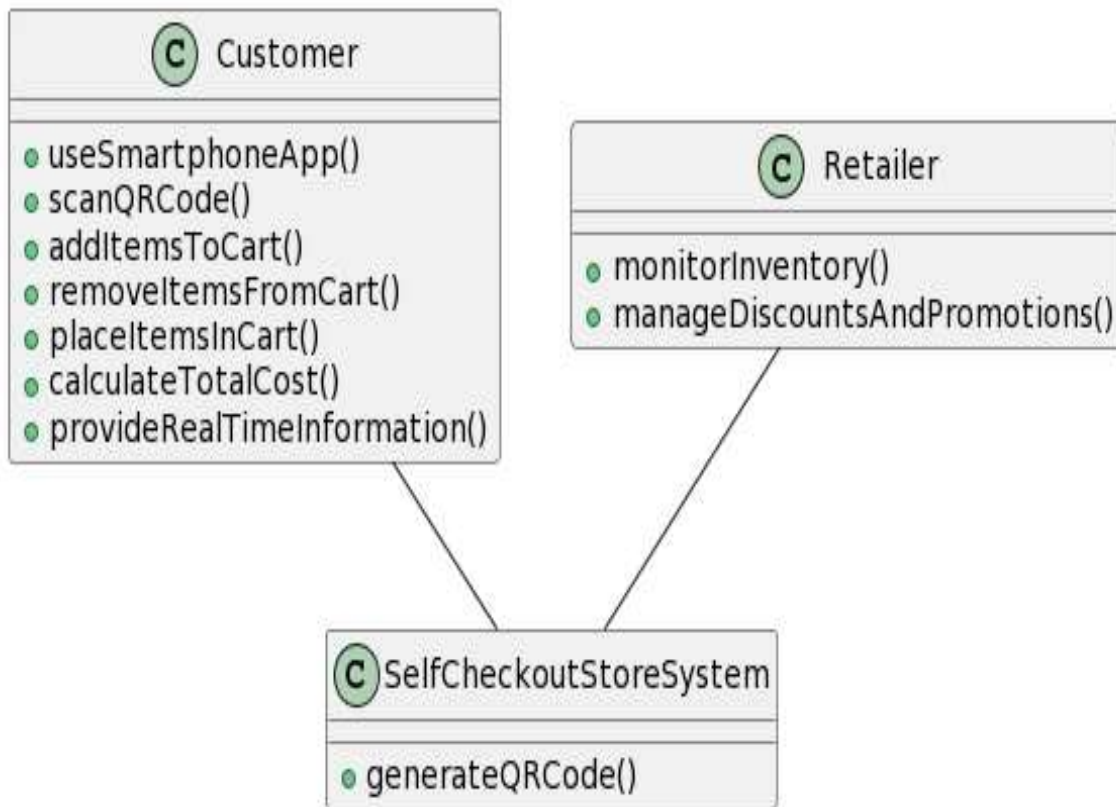 C Customer
useSmartphoneApp()
scanQRCode()
addItemsToCart()
removeItemsFromCart()
placeItemsInCart()
calculateTotalCost()
provideRealTimeInformation()
C Retailer
monitorInventory()
manageDiscountsAndPromotions()
C SelfCheckoutStoreSystem
generateQRCode()